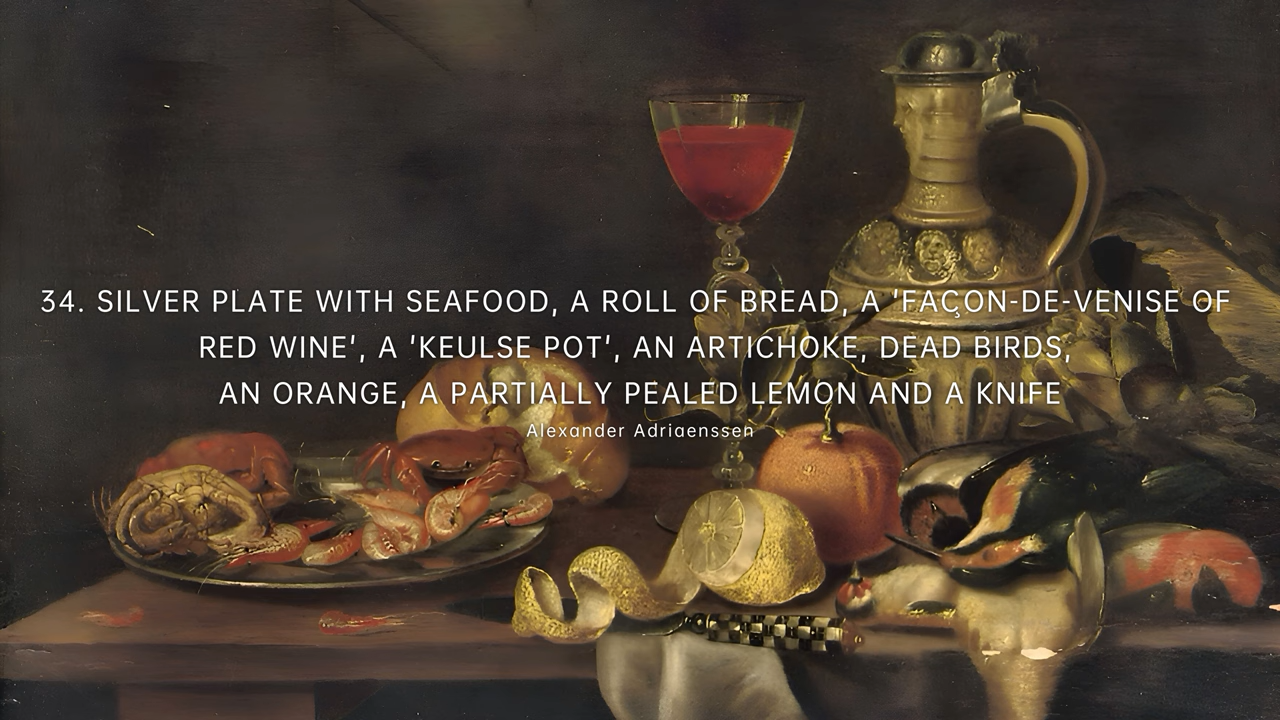 34. SILVER PLATE WITH SEAFOOD, A ROLL OF BREAD, A 'FAÇON-DE-VENISE OF
RED WINE', A 'KEULSE POT', AN ARTICHOKE, DEAD BIRDS,
AN ORANGE, A PARTIALLY PEALED LEMON AND A KNIFE
Alexander Adriaenssen